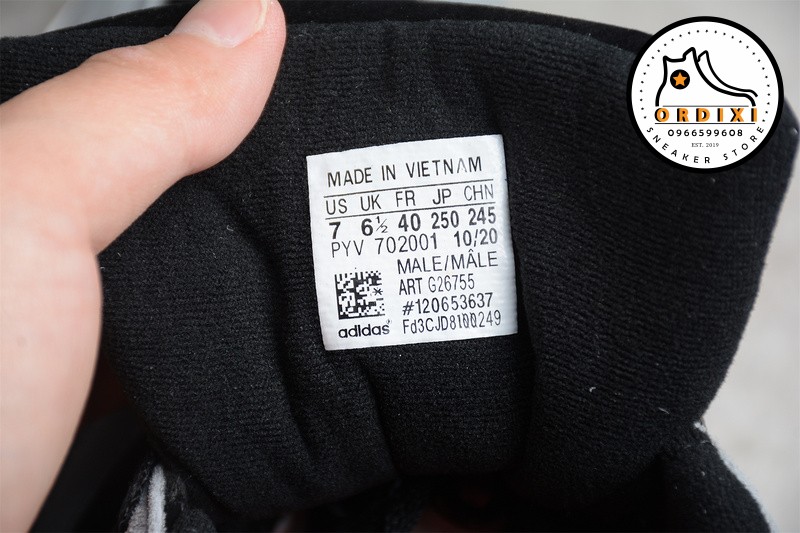 ORDIXI
0966599608
EST. 2019
SNEAKER STORE
MADE IN VIETNAM
US UK FR JP CHN
7 6½ 40 250 245
PYV 702001 10/20
MALE/MÂLE
ART G26755
#120653637
adidas Fd3CJD8100249